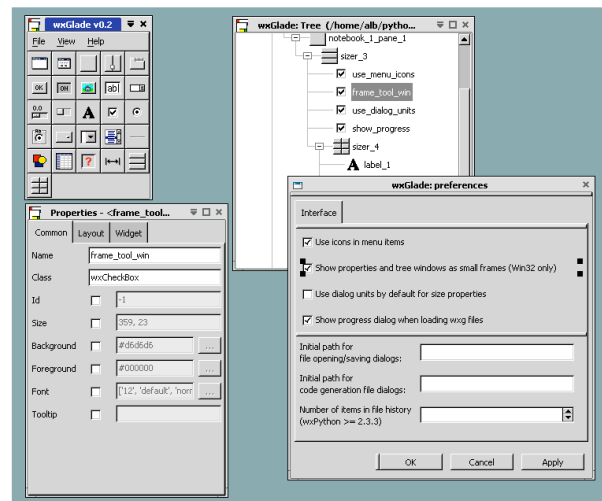 wxGlade v0.2
File View Help
OK
ON
ab
0.0
A
?
wxGlade: Tree (/home/alb/pytho...
notebook_1_pane_1
sizer_3
use_menu_icons
frame_tool_win
use_dialog_units
show_progress
sizer_4
A label_1
Properties - <frame_tool...
Common Layout Widget
Name frame_tool_win
Class wxCheckBox
Id -1
Size 359, 23
Background #d6d6d6 ...
Foreground #000000 ...
Font ['12', 'default', 'norr ...
Tooltip
wxGlade: preferences
Interface
Use icons in menu items
Show properties and tree windows as small frames (Win32 only)
Use dialog units by default for size properties
Show progress dialog when loading wxg files
Initial path for
file opening/saving dialogs:
Initial path for
code generation file dialogs:
Number of items in file history
(wxPython >= 2.3.3)
OK Cancel Apply